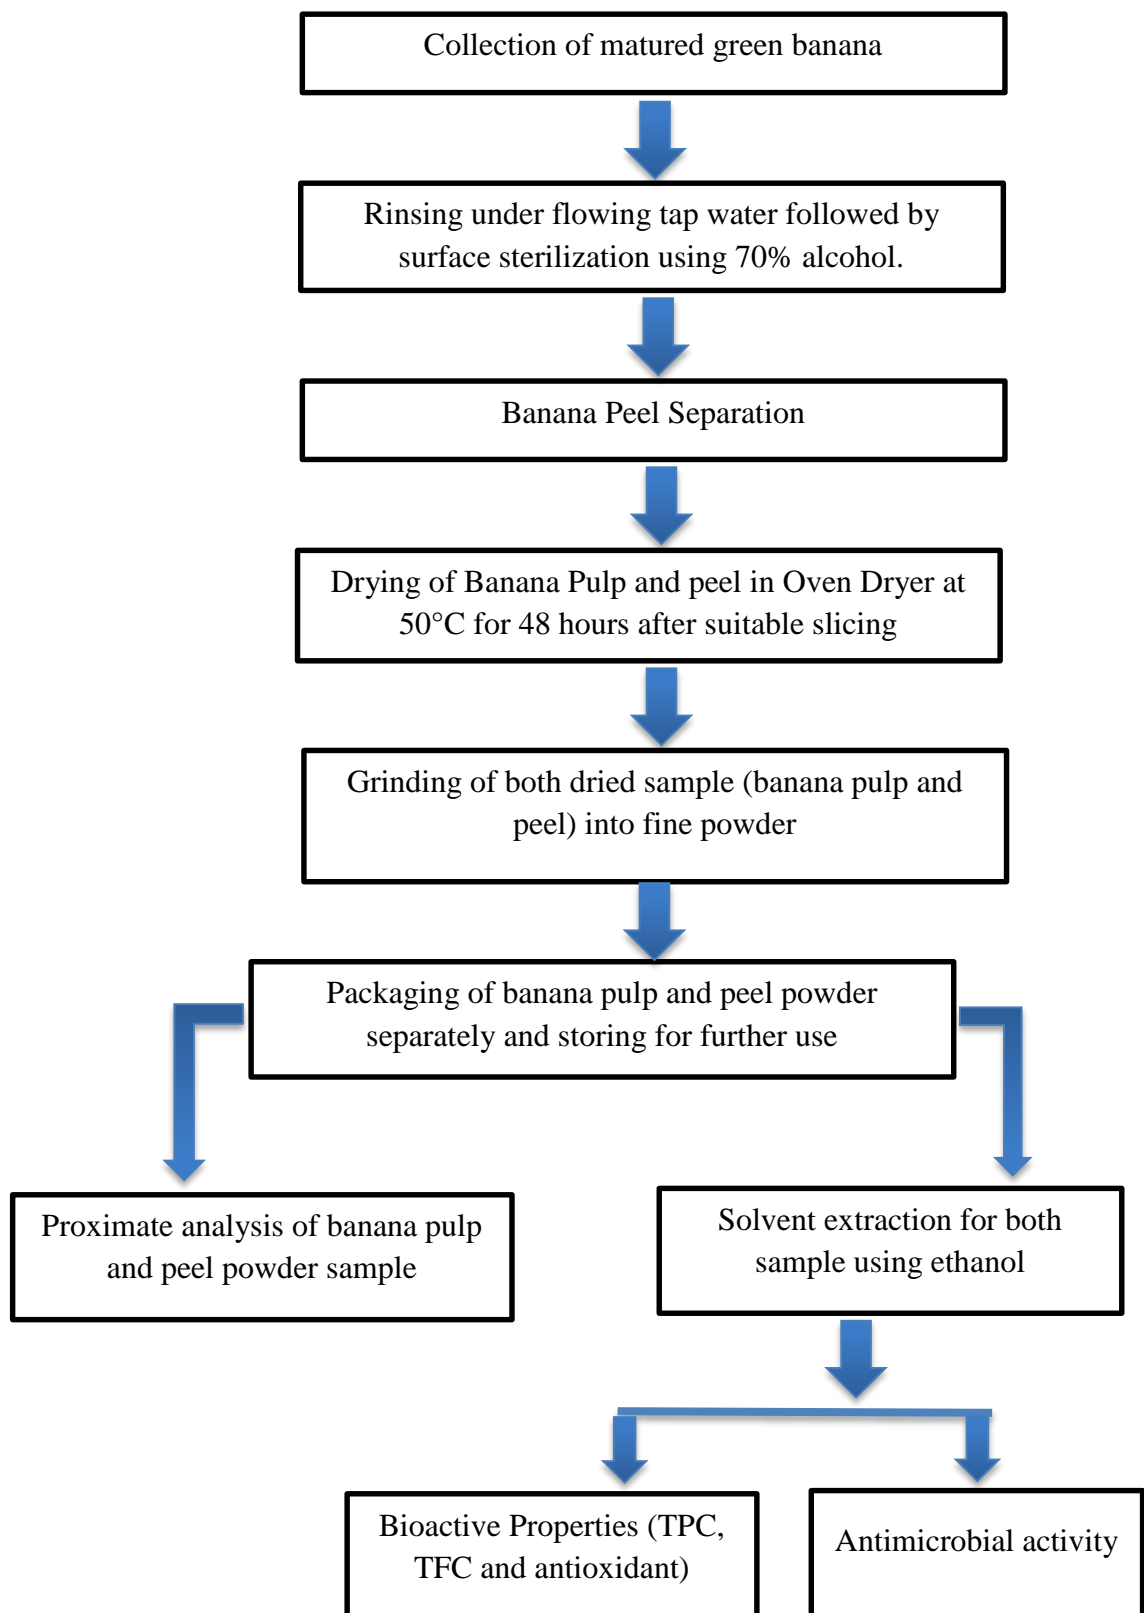 Collection of matured green banana
Rinsing under flowing tap water followed by
surface sterilization using 70% alcohol.
Banana Peel Separation
Drying of Banana Pulp and peel in Oven Dryer at
50°C for 48 hours after suitable slicing
Grinding of both dried sample (banana pulp and
peel) into fine powder
Packaging of banana pulp and peel powder
separately and storing for further use
Proximate analysis of banana pulp
and peel powder sample
Solvent extraction for both
sample using ethanol
Bioactive Properties (TPC,
TFC and antioxidant)
Antimicrobial activity